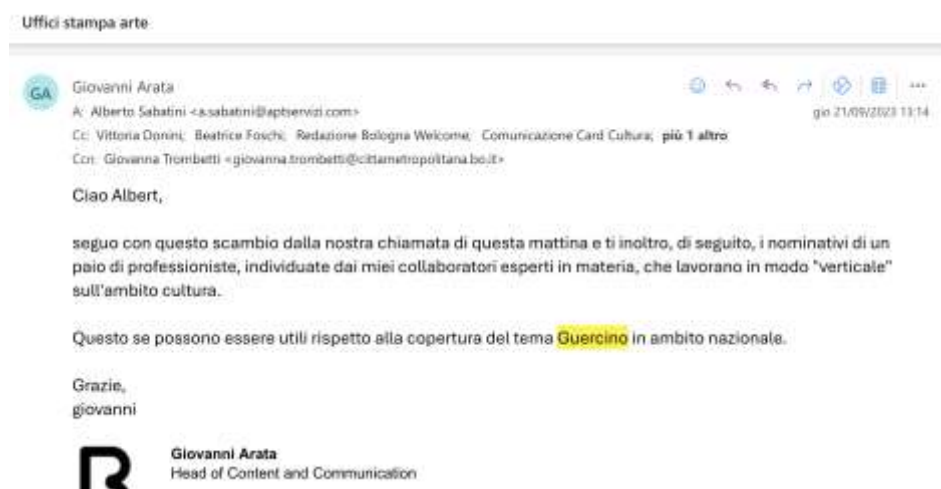 Uffici stampa arte
GA
Giovanni Arata
A: Alberto Sabatini <a.sabatini@aptservizi.com>
gio 21/09/2023 13:14
Cc: Vittoria Donini; Beatrice Foschi; Redazione Bologna Welcome; Comunicazione Card Cultura; più 1 altro
Ccn: Giovanna Trombetti <giovanna.trombetti@cittametropolitana.bo.it>
Ciao Albert,
seguo con questo scambio dalla nostra chiamata di questa mattina e ti inoltro, di seguito, i nominativi di un
paio di professioniste, individuate dai miei collaboratori esperti in materia, che lavorano in modo "verticale"
sull'ambito cultura.
Questo se possono essere utili rispetto alla copertura del tema Guercino in ambito nazionale.
Grazie,
giovanni
Giovanni Arata
Head of Content and Communication